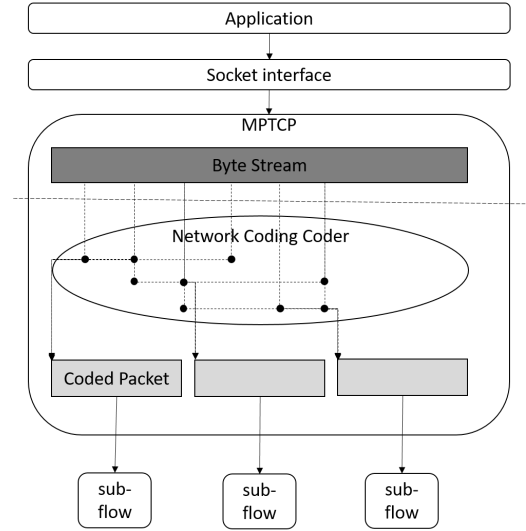 Application
Socket interface
MPTCP
Byte Stream
Network Coding Coder
Coded Packet
sub-
flow
sub-
flow
sub-
flow